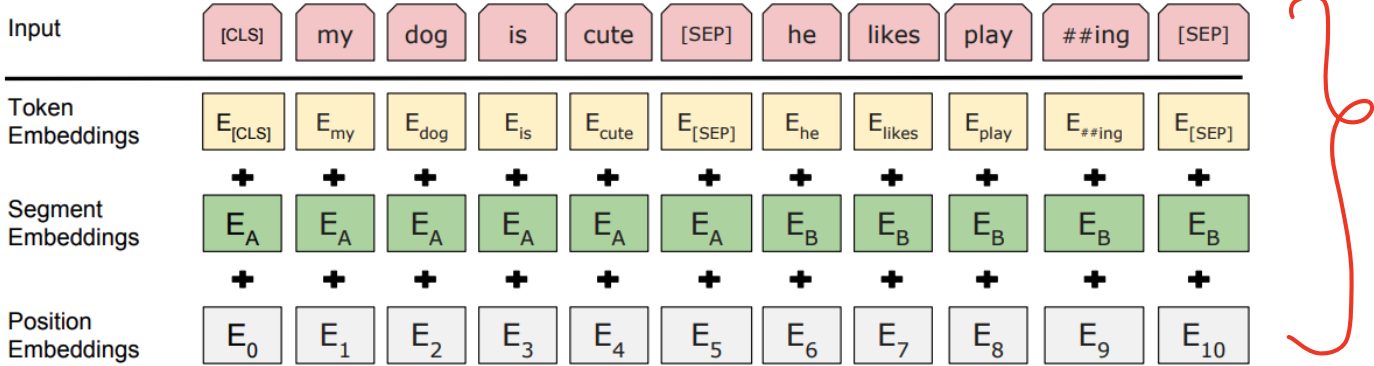 Input [CLS] my dog is cute [SEP] he likes play ##ing [SEP]
Token Embeddings E[CLS] Emy Edog Eis Ecute E[SEP] Ehe Elikes Eplay E##ing E[SEP]
+ + + + + + + + + + +
Segment Embeddings EA EA EA EA EA EA EB EB EB EB EB
+ + + + + + + + + + +
Position Embeddings E0 E1 E2 E3 E4 E5 E6 E7 E8 E9 E10